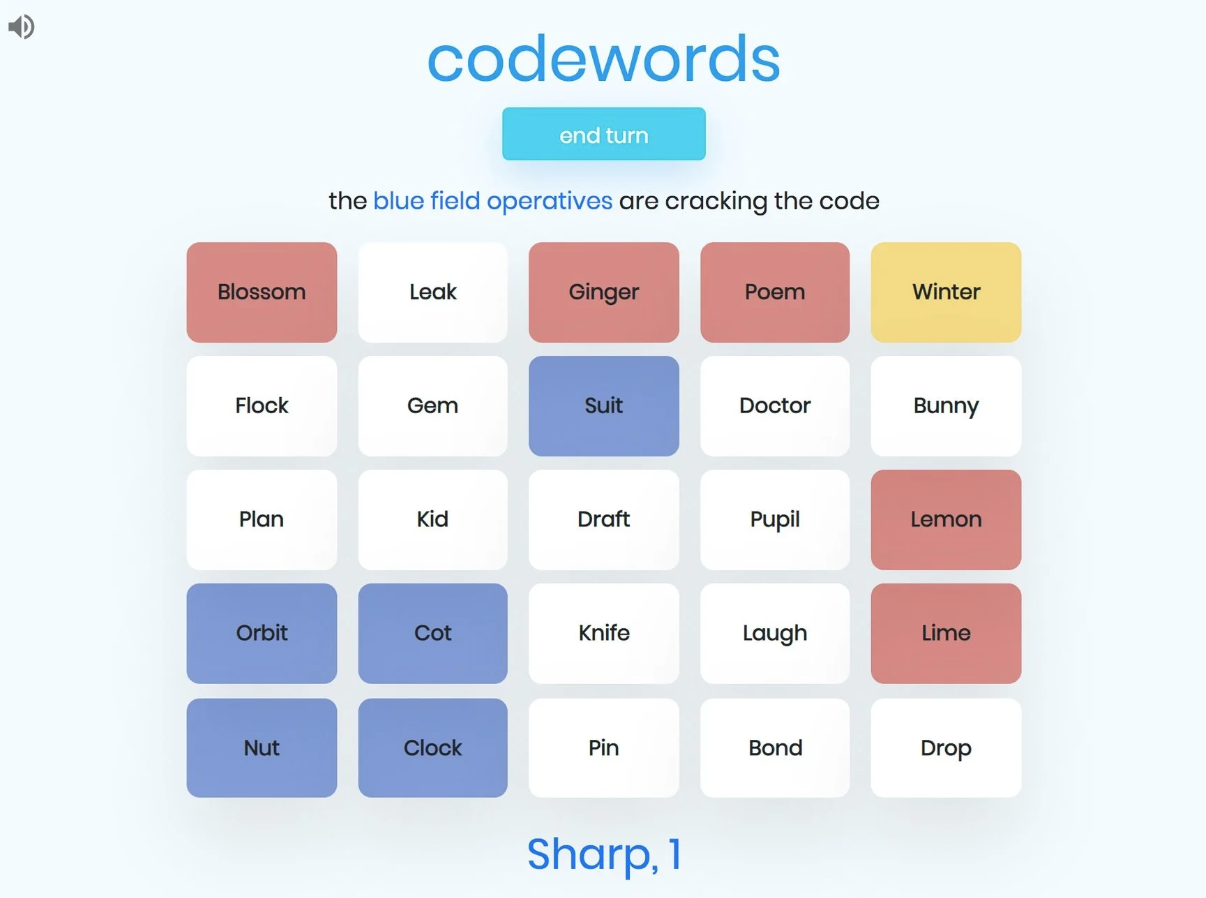 codewords
end turn
the blue field operatives are cracking the code
Blossom Leak Ginger Poem Winter
Flock Gem Suit Doctor Bunny
Plan Kid Draft Pupil Lemon
Orbit Cot Knife Laugh Lime
Nut Clock Pin Bond Drop
Sharp, 1